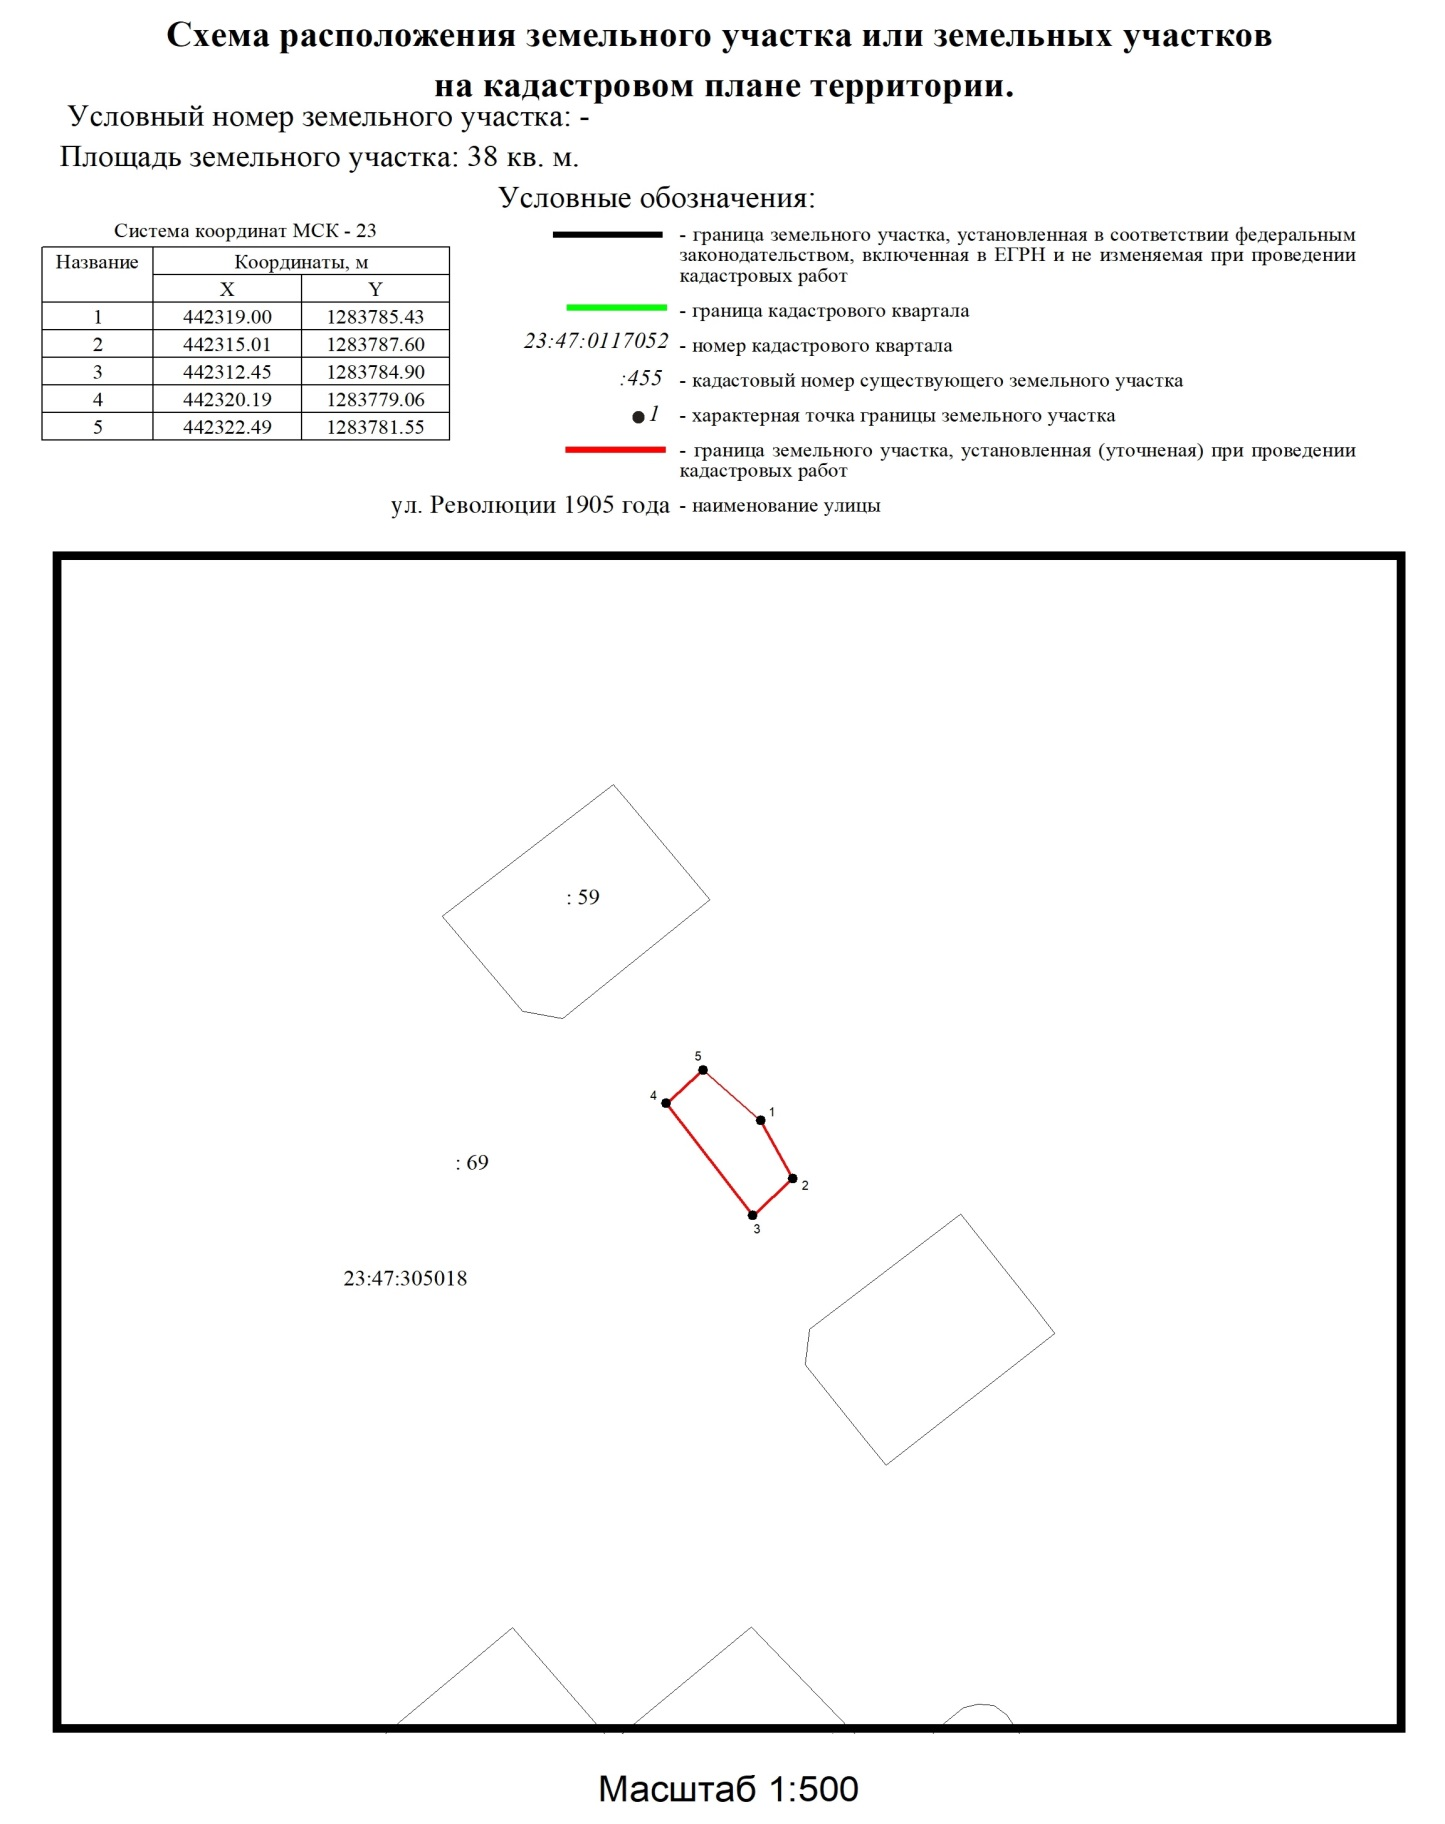 Схема расположения земельного участка или земельных участков
на кадастровом плане территории.
Условный номер земельного участка: -
Площадь земельного участка: 38 кв. м.
Условные обозначения:
Система координат МСК - 23
Название Координаты, м
X Y
1 442319.00 1283785.43
2 442315.01 1283787.60
3 442312.45 1283784.90
4 442320.19 1283779.06
5 442322.49 1283781.55
- граница земельного участка, установленная в соответствии федеральным
законодательством, включенная в ЕГРН и не изменяемая при проведении
кадастровых работ
- граница кадастрового квартала
23:47:0117052 - номер кадастрового квартала
:455 - кадастовый номер существующего земельного участка
1 - характерная точка границы земельного участка
- граница земельного участка, установленная (уточненая) при проведении
кадастровых работ
ул. Революции 1905 года - наименование улицы
: 59
5
4
1
: 69
2
3
23:47:305018
Масштаб 1:500